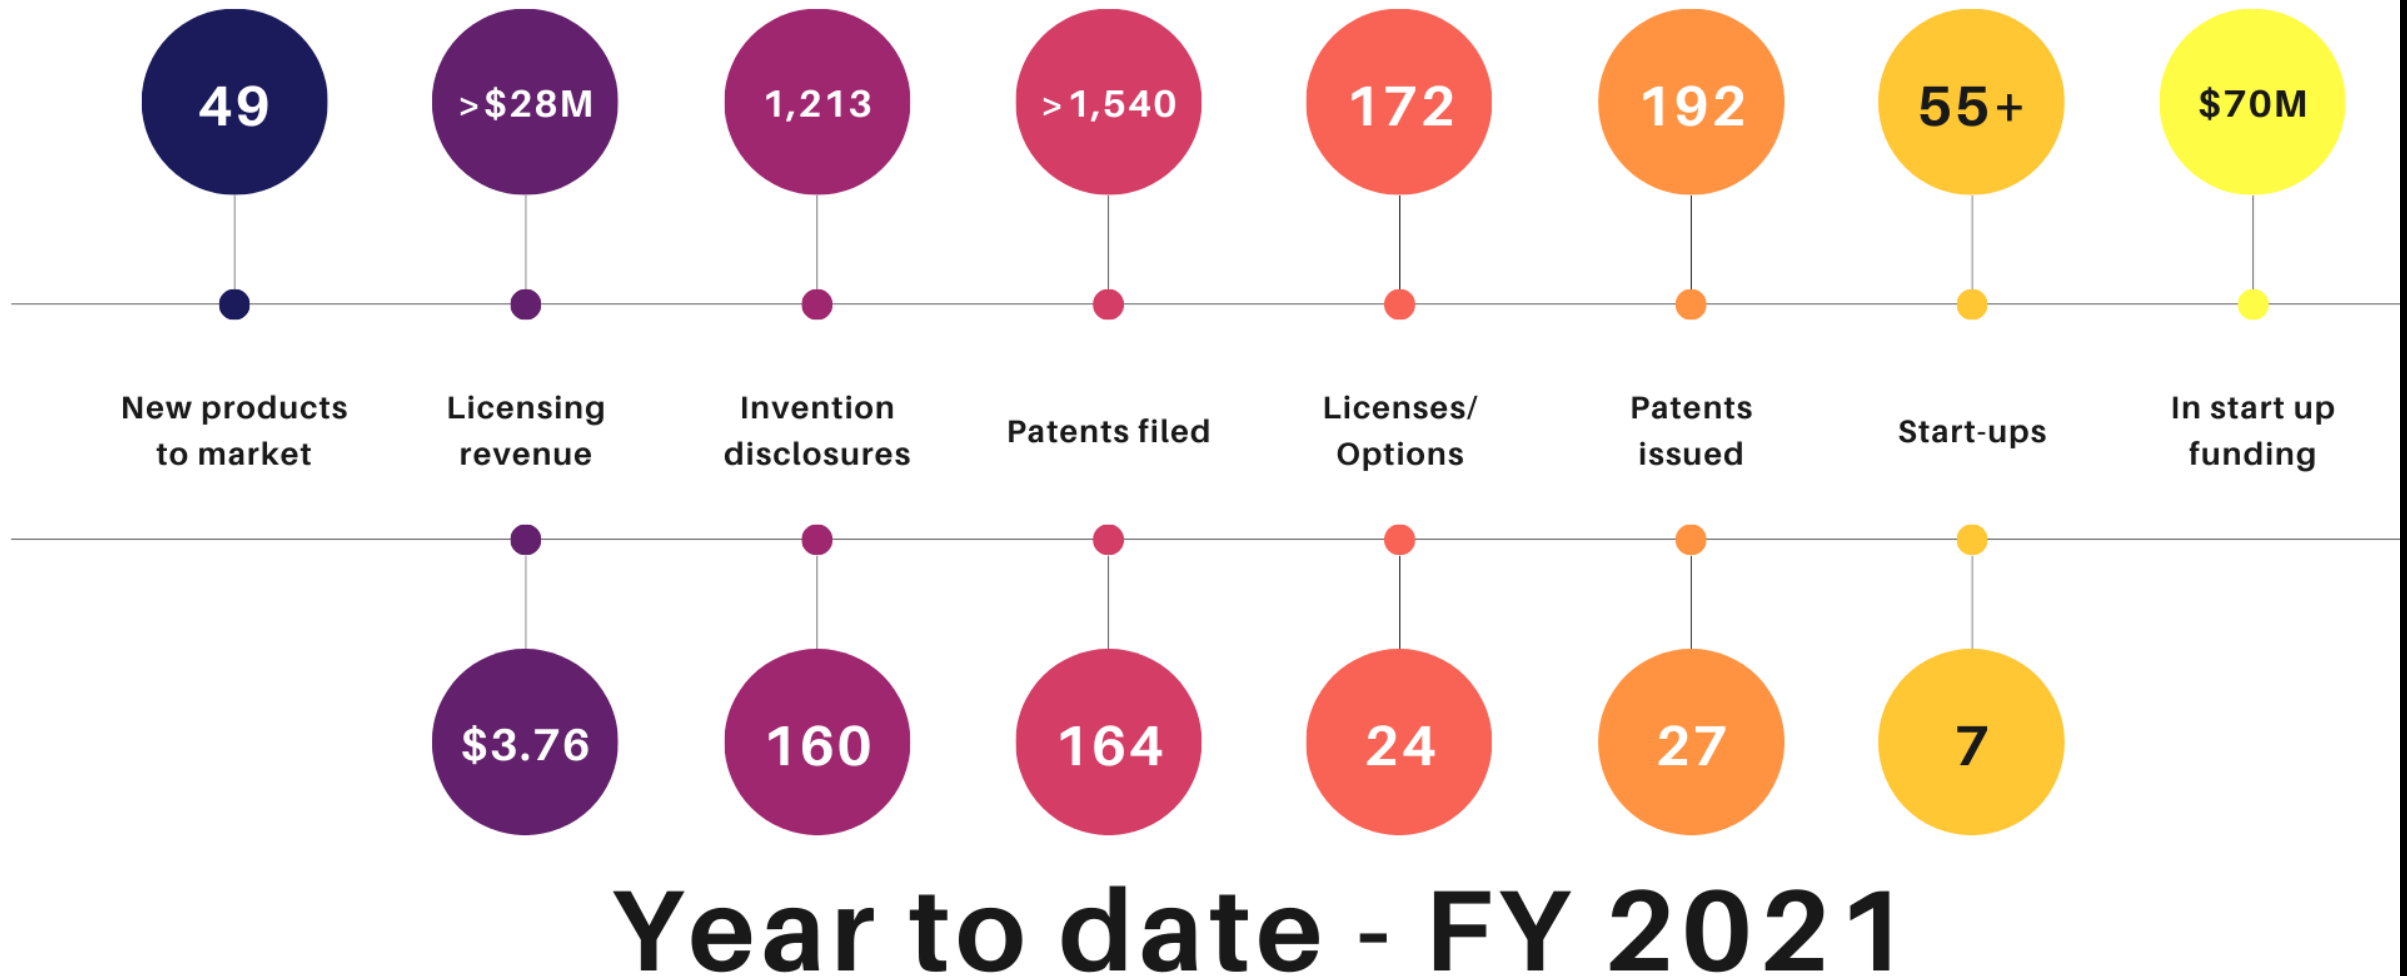 49
>$28M
1,213
>1,540
172
192
55+
$70M
New products
to market
Licensing
revenue
Invention
disclosures
Patents filed
Licenses/
Options
Patents
issued
Start-ups
In start up
funding
$3.76
160
164
24
27
7
Year to date - FY 2021